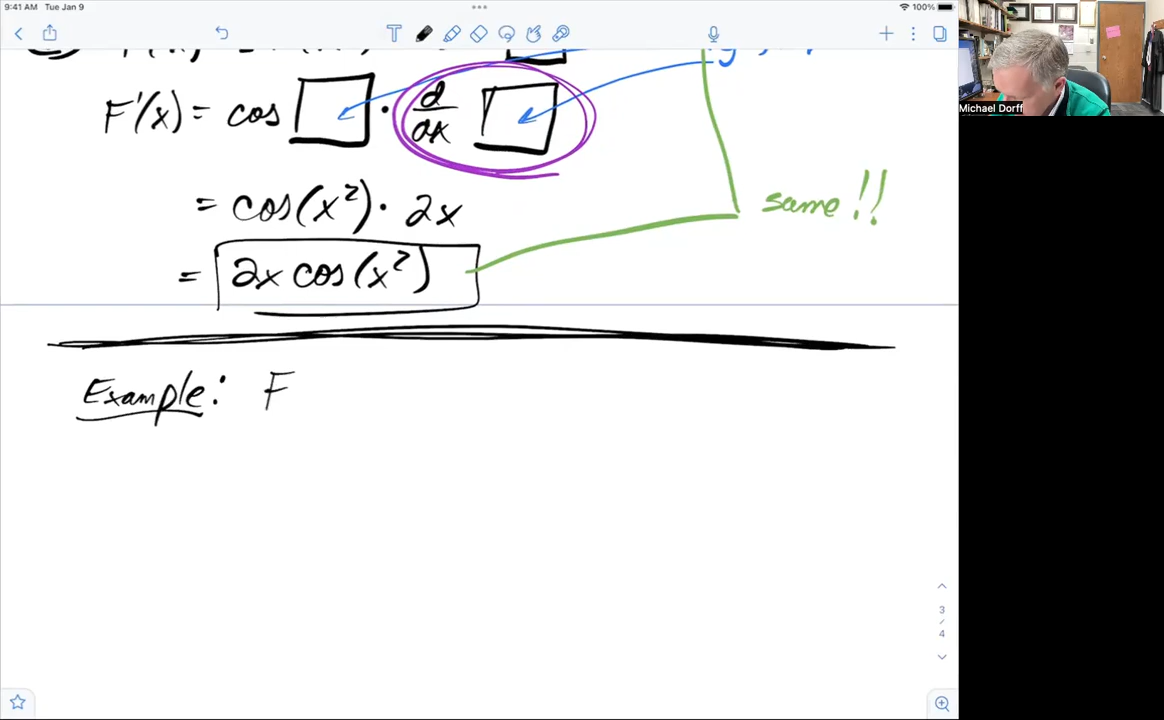 9:41 AM Tue Jan 9
100%
Michael Dorff
F'(x) = cos □ · d/dx □
= cos(x²) · 2x
same!!
= 2x cos(x²)
Example: F
3
/
4